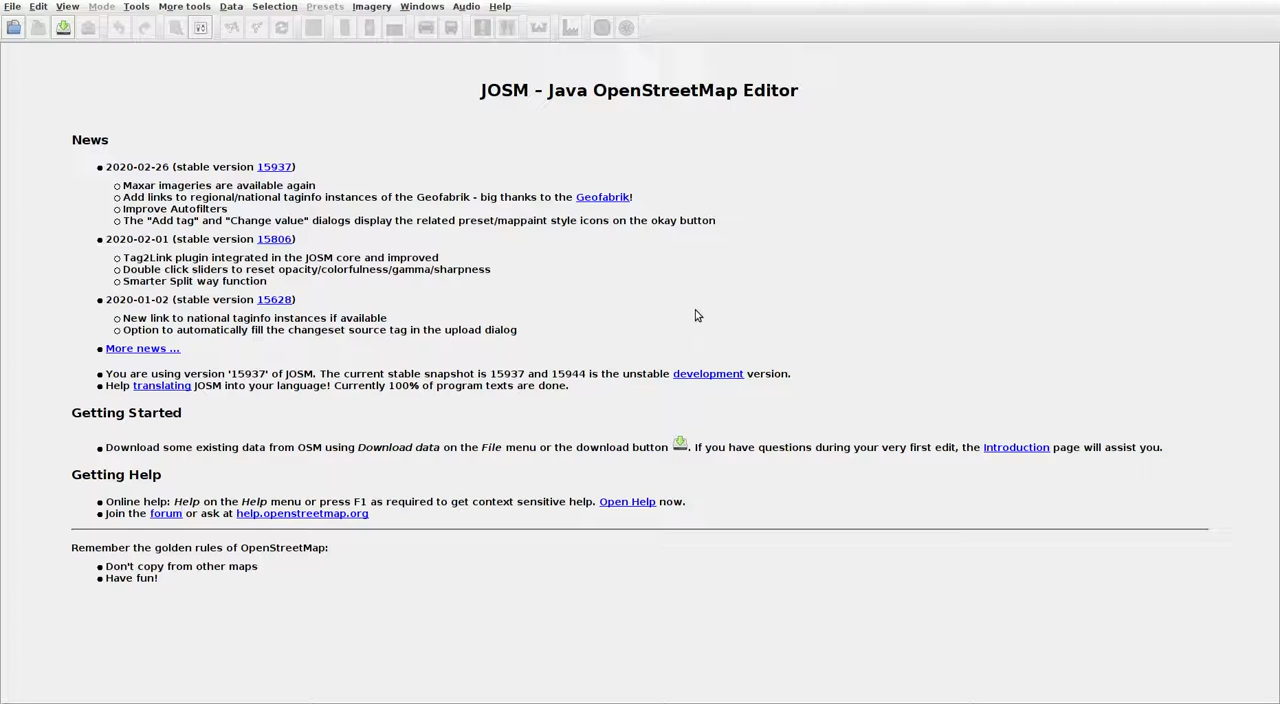 File Edit View Mode Tools More tools Data Selection Presets Imagery Windows Audio Help
JOSM – Java OpenStreetMap Editor
News
2020-02-26 (stable version 15937)
Maxar imageries are available again
Add links to regional/national taginfo instances of the Geofabrik - big thanks to the Geofabrik!
Improve Autofilters
The "Add tag" and "Change value" dialogs display the related preset/mappaint style icons on the okay button
2020-02-01 (stable version 15806)
Tag2Link plugin integrated in the JOSM core and improved
Double click sliders to reset opacity/colorfulness/gamma/sharpness
Smarter Split way function
2020-01-02 (stable version 15628)
New link to national taginfo instances if available
Option to automatically fill the changeset source tag in the upload dialog
More news ...
You are using version '15937' of JOSM. The current stable snapshot is 15937 and 15944 is the unstable development version.
Help translating JOSM into your language! Currently 100% of program texts are done.
Getting Started
Download some existing data from OSM using Download data on the File menu or the download button . If you have questions during your very first edit, the Introduction page will assist you.
Getting Help
Online help: Help on the Help menu or press F1 as required to get context sensitive help. Open Help now.
Join the forum or ask at help.openstreetmap.org
Remember the golden rules of OpenStreetMap:
Don't copy from other maps
Have fun!